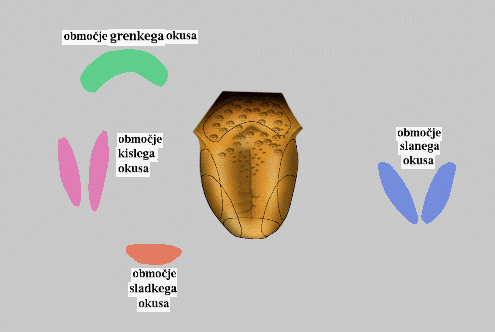 območje grenkega okusa
območje
kislega
okusa
območje
slanega
okusa
območje
sladkega
okusa